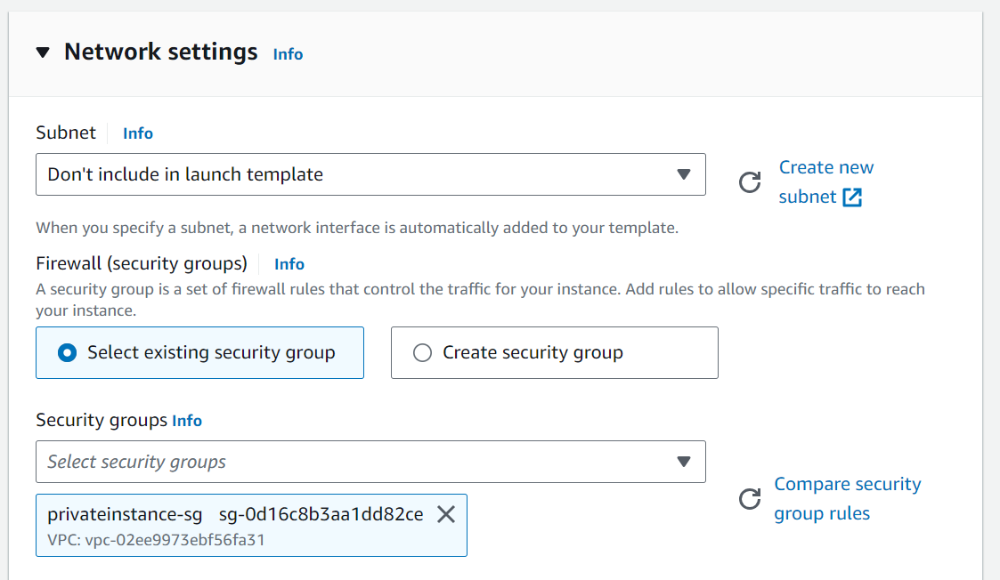 Network settings Info
Subnet Info
Don't include in launch template
Create new
subnet
When you specify a subnet, a network interface is automatically added to your template.
Firewall (security groups) Info
A security group is a set of firewall rules that control the traffic for your instance. Add rules to allow specific traffic to reach
your instance.
Select existing security group
Create security group
Security groups Info
Select security groups
Compare security
group rules
privateinstance-sg sg-0d16c8b3aa1dd82ce
VPC: vpc-02ee9973ebf56fa31